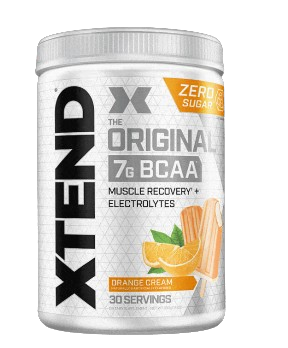 XTEND
X
ZERO
SUGAR
THE
ORIGINAL
7G BCAA
MUSCLE RECOVERY* +
ELECTROLYTES
ORANGE CREAM
30 SERVINGS